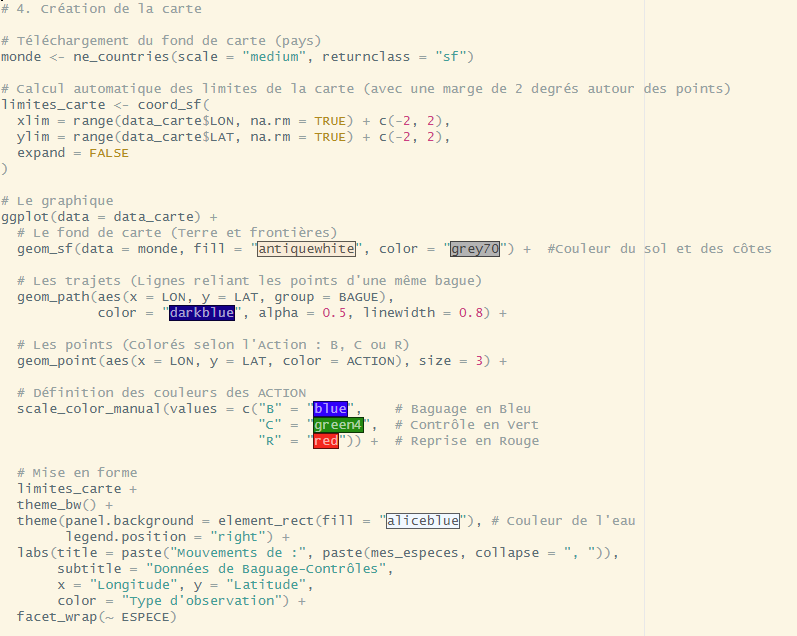 # 4. Création de la carte
# Téléchargement du fond de carte (pays)
monde <- ne_countries(scale = "medium", returnclass = "sf")
# Calcul automatique des limites de la carte (avec une marge de 2 degrés autour des points)
limites_carte <- coord_sf(
  xlim = range(data_carte$LON, na.rm = TRUE) + c(-2, 2),
  ylim = range(data_carte$LAT, na.rm = TRUE) + c(-2, 2),
  expand = FALSE
)
# Le graphique
ggplot(data = data_carte) +
  # Le fond de carte (Terre et frontières)
  geom_sf(data = monde, fill = "antiquewhite", color = "grey70") +  #Couleur du sol et des côtes
  # Les trajets (Lignes reliant les points d'une même bague)
  geom_path(aes(x = LON, y = LAT, group = BAGUE),
            color = "darkblue", alpha = 0.5, linewidth = 0.8) +
  # Les points (Colorés selon l'Action : B, C ou R)
  geom_point(aes(x = LON, y = LAT, color = ACTION), size = 3) +
  # Définition des couleurs des ACTION
  scale_color_manual(values = c("B" = "blue",    # Baguage en Bleu
                                "C" = "green4",  # Contrôle en Vert
                                "R" = "red")) +  # Reprise en Rouge
  # Mise en forme
  limites_carte +
  theme_bw() +
  theme(panel.background = element_rect(fill = "aliceblue"), # Couleur de l'eau
        legend.position = "right") +
  labs(title = paste("Mouvements de :", paste(mes_especes, collapse = ", ")),
       subtitle = "Données de Baguage-Contrôles",
       x = "Longitude", y = "Latitude",
       color = "Type d'observation") +
  facet_wrap(~ ESPECE)